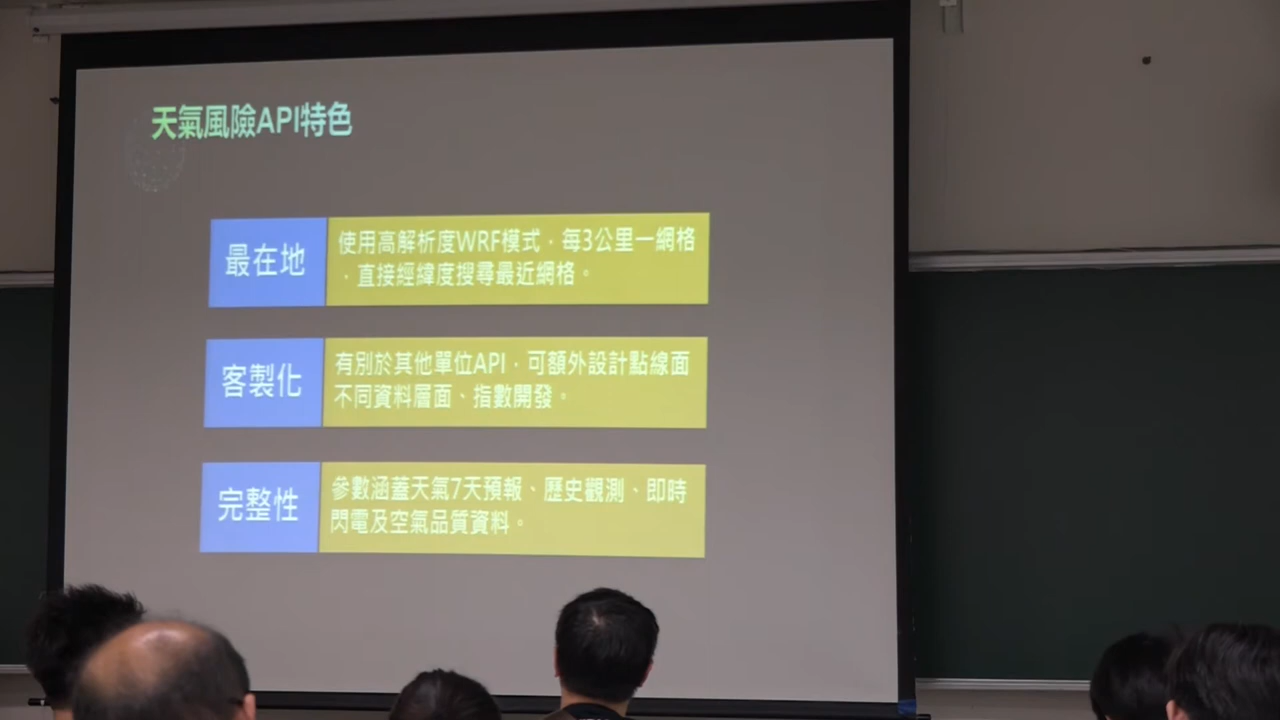 天氣風險API特色
最在地
使用高解析度WRF模式，每3公里一網格
，直接經緯度搜尋最近網格。
客製化
有別於其他單位API，可額外設計點線面
不同資料層面、指數開發。
完整性
參數涵蓋天氣7天預報、歷史觀測、即時
閃電及空氣品質資料。